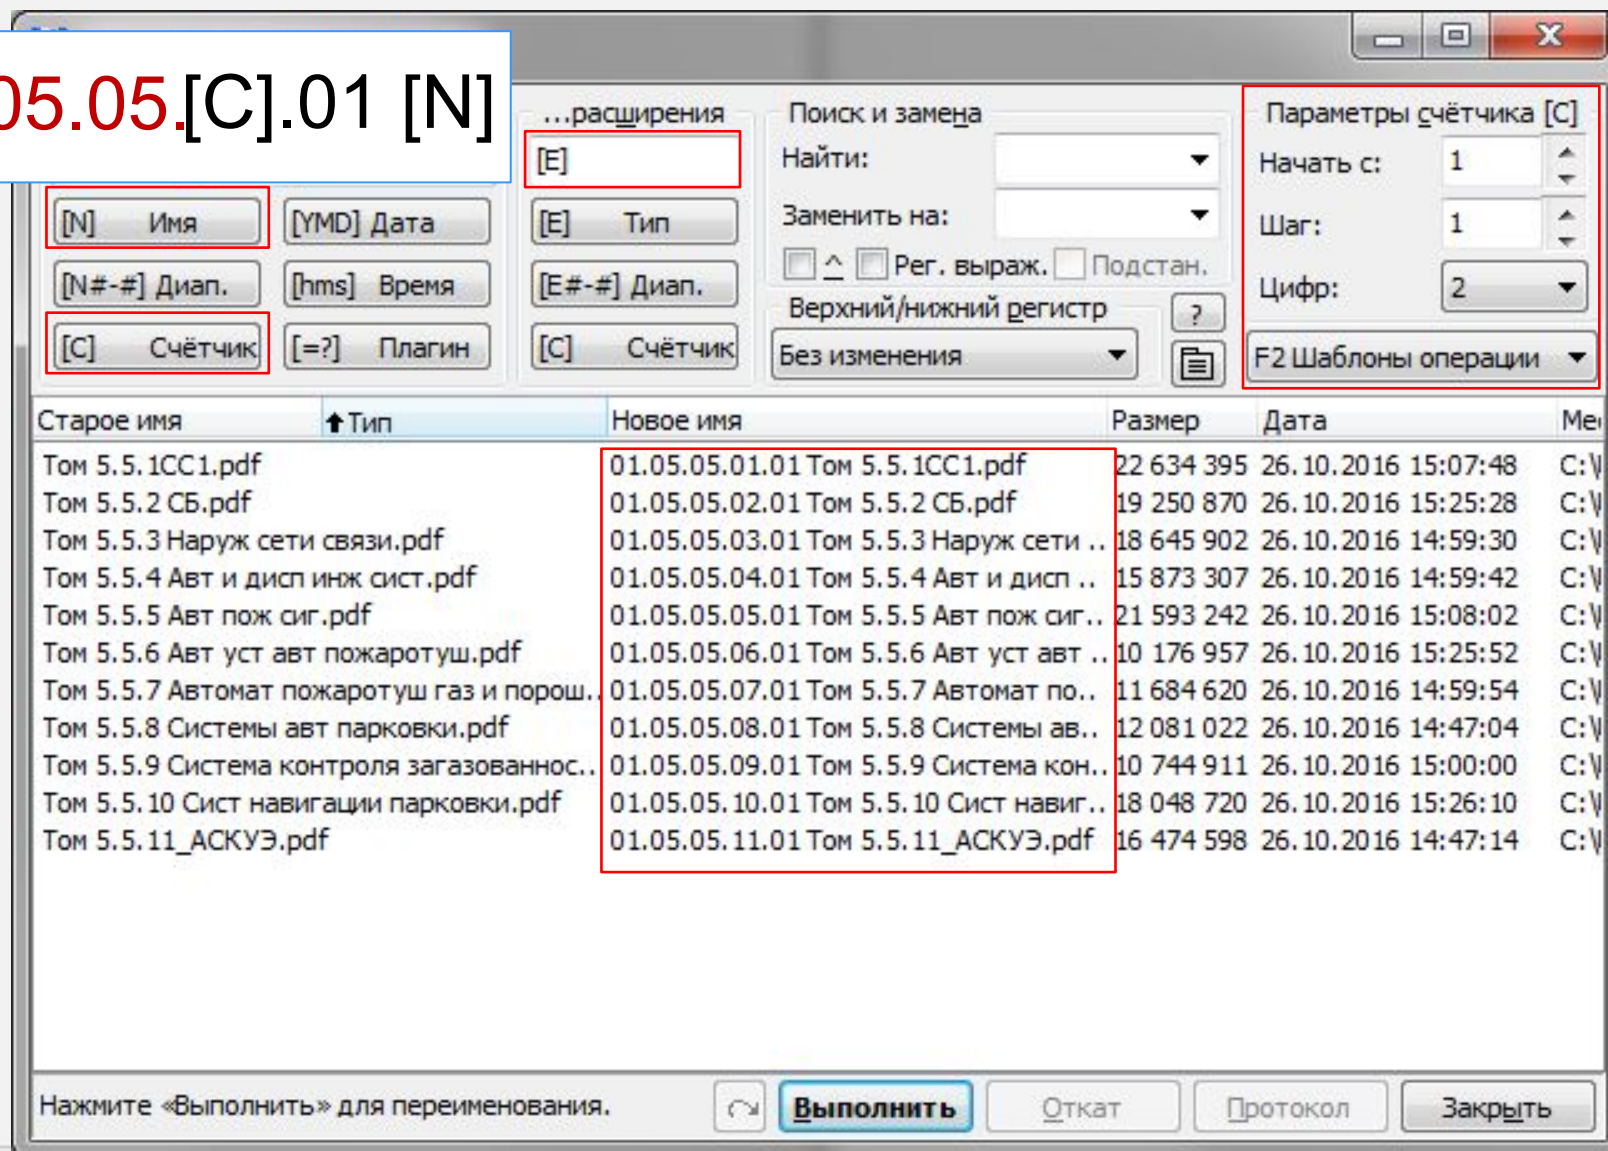 05.05.[C].01 [N]
...расширения
Поиск и замена
Параметры счётчика [C]
[E]
Найти:
Начать с:
1
[N] Имя
[YMD] Дата
[E] Тип
Заменить на:
Шаг:
1
^
Рег. выраж.
Подстан.
[N#-#] Диап.
[hms] Время
[E#-#] Диап.
Цифр:
2
Верхний/нижний регистр
?
[C] Счётчик
[=?] Плагин
[C] Счётчик
Без изменения
F2 Шаблоны операции
Старое имя Тип Новое имя Размер Дата
Том 5.5.1СС1.pdf 01.05.05.01.01 Том 5.5.1СС1.pdf 22 634 395 26.10.2016 15:07:48 C:\
Том 5.5.2 СБ.pdf 01.05.05.02.01 Том 5.5.2 СБ.pdf 19 250 870 26.10.2016 15:25:28 C:\
Том 5.5.3 Наруж сети связи.pdf 01.05.05.03.01 Том 5.5.3 Наруж сети .. 18 645 902 26.10.2016 14:59:30 C:\
Том 5.5.4 Авт и дисп инж сист.pdf 01.05.05.04.01 Том 5.5.4 Авт и дисп .. 15 873 307 26.10.2016 14:59:42 C:\
Том 5.5.5 Авт пож сиг.pdf 01.05.05.05.01 Том 5.5.5 Авт пож сиг.. 21 593 242 26.10.2016 15:08:02 C:\
Том 5.5.6 Авт уст авт пожаротуш.pdf 01.05.05.06.01 Том 5.5.6 Авт уст авт .. 10 176 957 26.10.2016 15:25:52 C:\
Том 5.5.7 Автомат пожаротуш газ и порош.. 01.05.05.07.01 Том 5.5.7 Автомат по.. 11 684 620 26.10.2016 14:59:54 C:\
Том 5.5.8 Системы авт парковки.pdf 01.05.05.08.01 Том 5.5.8 Системы ав.. 12 081 022 26.10.2016 14:47:04 C:\
Том 5.5.9 Система контроля загазованнос.. 01.05.05.09.01 Том 5.5.9 Система кон.. 10 744 911 26.10.2016 15:00:00 C:\
Том 5.5.10 Сист навигации парковки.pdf 01.05.05.10.01 Том 5.5.10 Сист навиг.. 18 048 720 26.10.2016 15:26:10 C:\
Том 5.5.11_АСКУЭ.pdf 01.05.05.11.01 Том 5.5.11_АСКУЭ.pdf 16 474 598 26.10.2016 14:47:14 C:\
Нажмите «Выполнить» для переименования.
Выполнить
Откат
Протокол
Закрыть